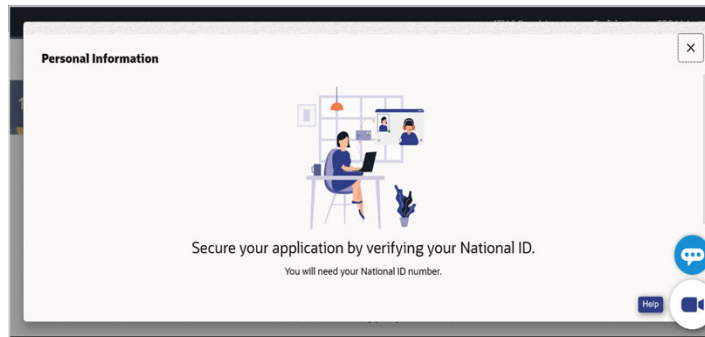 Personal Information
×
Secure your application by verifying your National ID.
You will need your National ID number.
Help